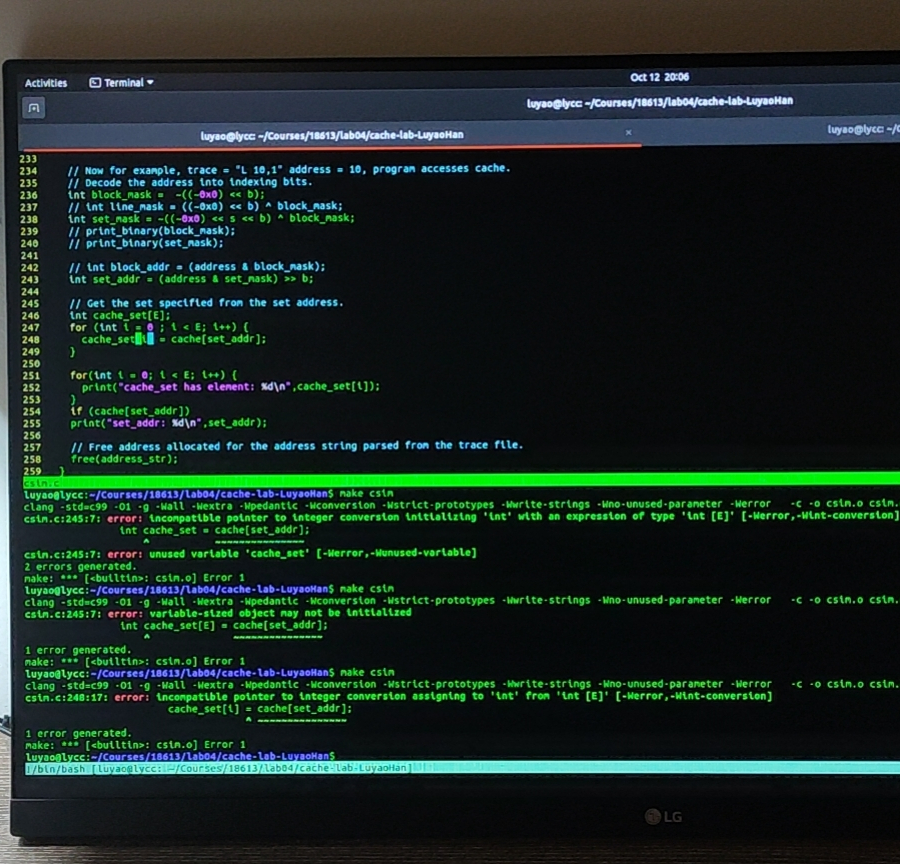 Activities
Terminal
Oct 12 20:06
luyao@lycc: ~/Courses/18613/lab04/cache-lab-LuyaoHan
luyao@lycc: ~/Courses/18613/lab04/cache-lab-LuyaoHan
×
luyao@lycc: ~/C
233
234 // Now for example, trace = "L 10,1" address = 10, program accesses cache.
235 // Decode the address into indexing bits.
236 int block_mask = ~((~0x0) << b);
237 // int line_mask = ((~0x0) << b) ^ block_mask;
238 int set_mask = ~((~0x0) << s << b) ^ block_mask;
239 // print_binary(block_mask);
240 // print_binary(set_mask);
241
242 // int block_addr = (address & block_mask);
243 int set_addr = (address & set_mask) >> b;
244
245 // Get the set specified from the set address.
246 int cache_set[E];
247 for (int i = 0 ; i < E; i++) {
248 cache_set[i] = cache[set_addr];
249 }
250
251 for(int i = 0; i < E; i++) {
252 print("cache_set has element: %d\n",cache_set[i]);
253 }
254 if (cache[set_addr])
255 print("set_addr: %d\n",set_addr);
256
257 // Free address allocated for the address string parsed from the trace file.
258 free(address_str);
259 }
csim.c
luyao@lycc:~/Courses/18613/lab04/cache-lab-LuyaoHan$ make csim
clang -std=c99 -O1 -g -Wall -Wextra -Wpedantic -Wconversion -Wstrict-prototypes -Wwrite-strings -Wno-unused-parameter -Werror -c -o csim.o csim.
csim.c:245:7: error: incompatible pointer to integer conversion initializing 'int' with an expression of type 'int [E]' [-Werror,-Wint-conversion]
int cache_set = cache[set_addr];
^ ~~~~~~~~~~~~~~~
csim.c:245:7: error: unused variable 'cache_set' [-Werror,-Wunused-variable]
2 errors generated.
make: *** [<builtin>: csim.o] Error 1
luyao@lycc:~/Courses/18613/lab04/cache-lab-LuyaoHan$ make csim
clang -std=c99 -O1 -g -Wall -Wextra -Wpedantic -Wconversion -Wstrict-prototypes -Wwrite-strings -Wno-unused-parameter -Werror -c -o csim.o csim.
csim.c:245:7: error: variable-sized object may not be initialized
int cache_set[E] = cache[set_addr];
^ ~~~~~~~~~~~~~~~
1 error generated.
make: *** [<builtin>: csim.o] Error 1
luyao@lycc:~/Courses/18613/lab04/cache-lab-LuyaoHan$ make csim
clang -std=c99 -O1 -g -Wall -Wextra -Wpedantic -Wconversion -Wstrict-prototypes -Wwrite-strings -Wno-unused-parameter -Werror -c -o csim.o csim.
csim.c:248:17: error: incompatible pointer to integer conversion assigning to 'int' from 'int [E]' [-Werror,-Wint-conversion]
cache_set[i] = cache[set_addr];
^ ~~~~~~~~~~~~~~~
1 error generated.
make: *** [<builtin>: csim.o] Error 1
luyao@lycc:~/Courses/18613/lab04/cache-lab-LuyaoHan$
!/bin/bash [luyao@lycc: ~/Courses/18613/lab04/cache-lab-LuyaoHan]
LG